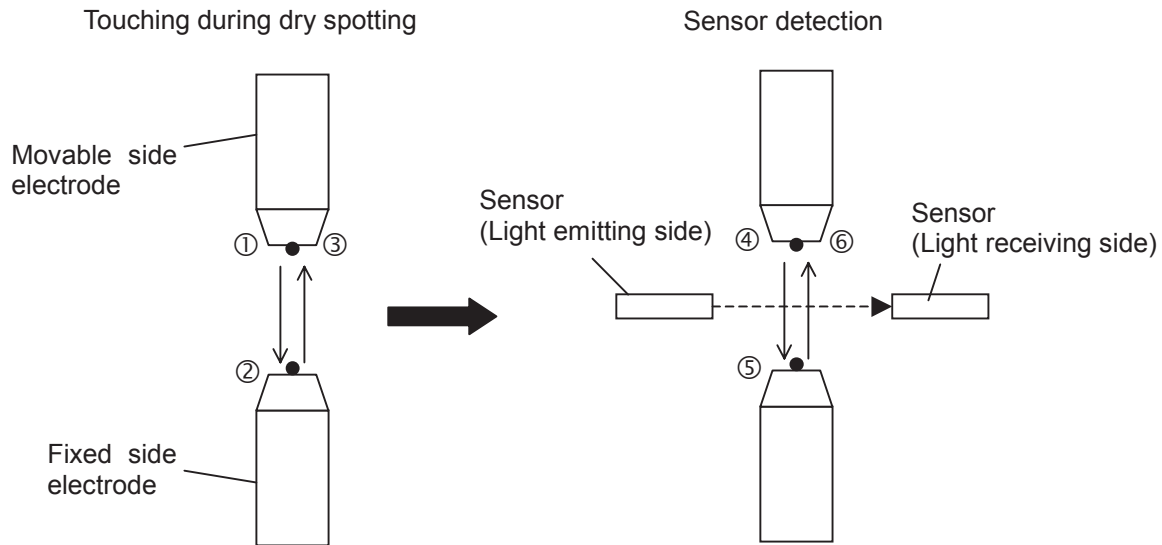 Touching during dry spotting
Sensor detection
Movable side
electrode
Sensor
(Light emitting side)
Sensor
(Light receiving side)
① ③
④ ⑥
②
⑤
Fixed side
electrode